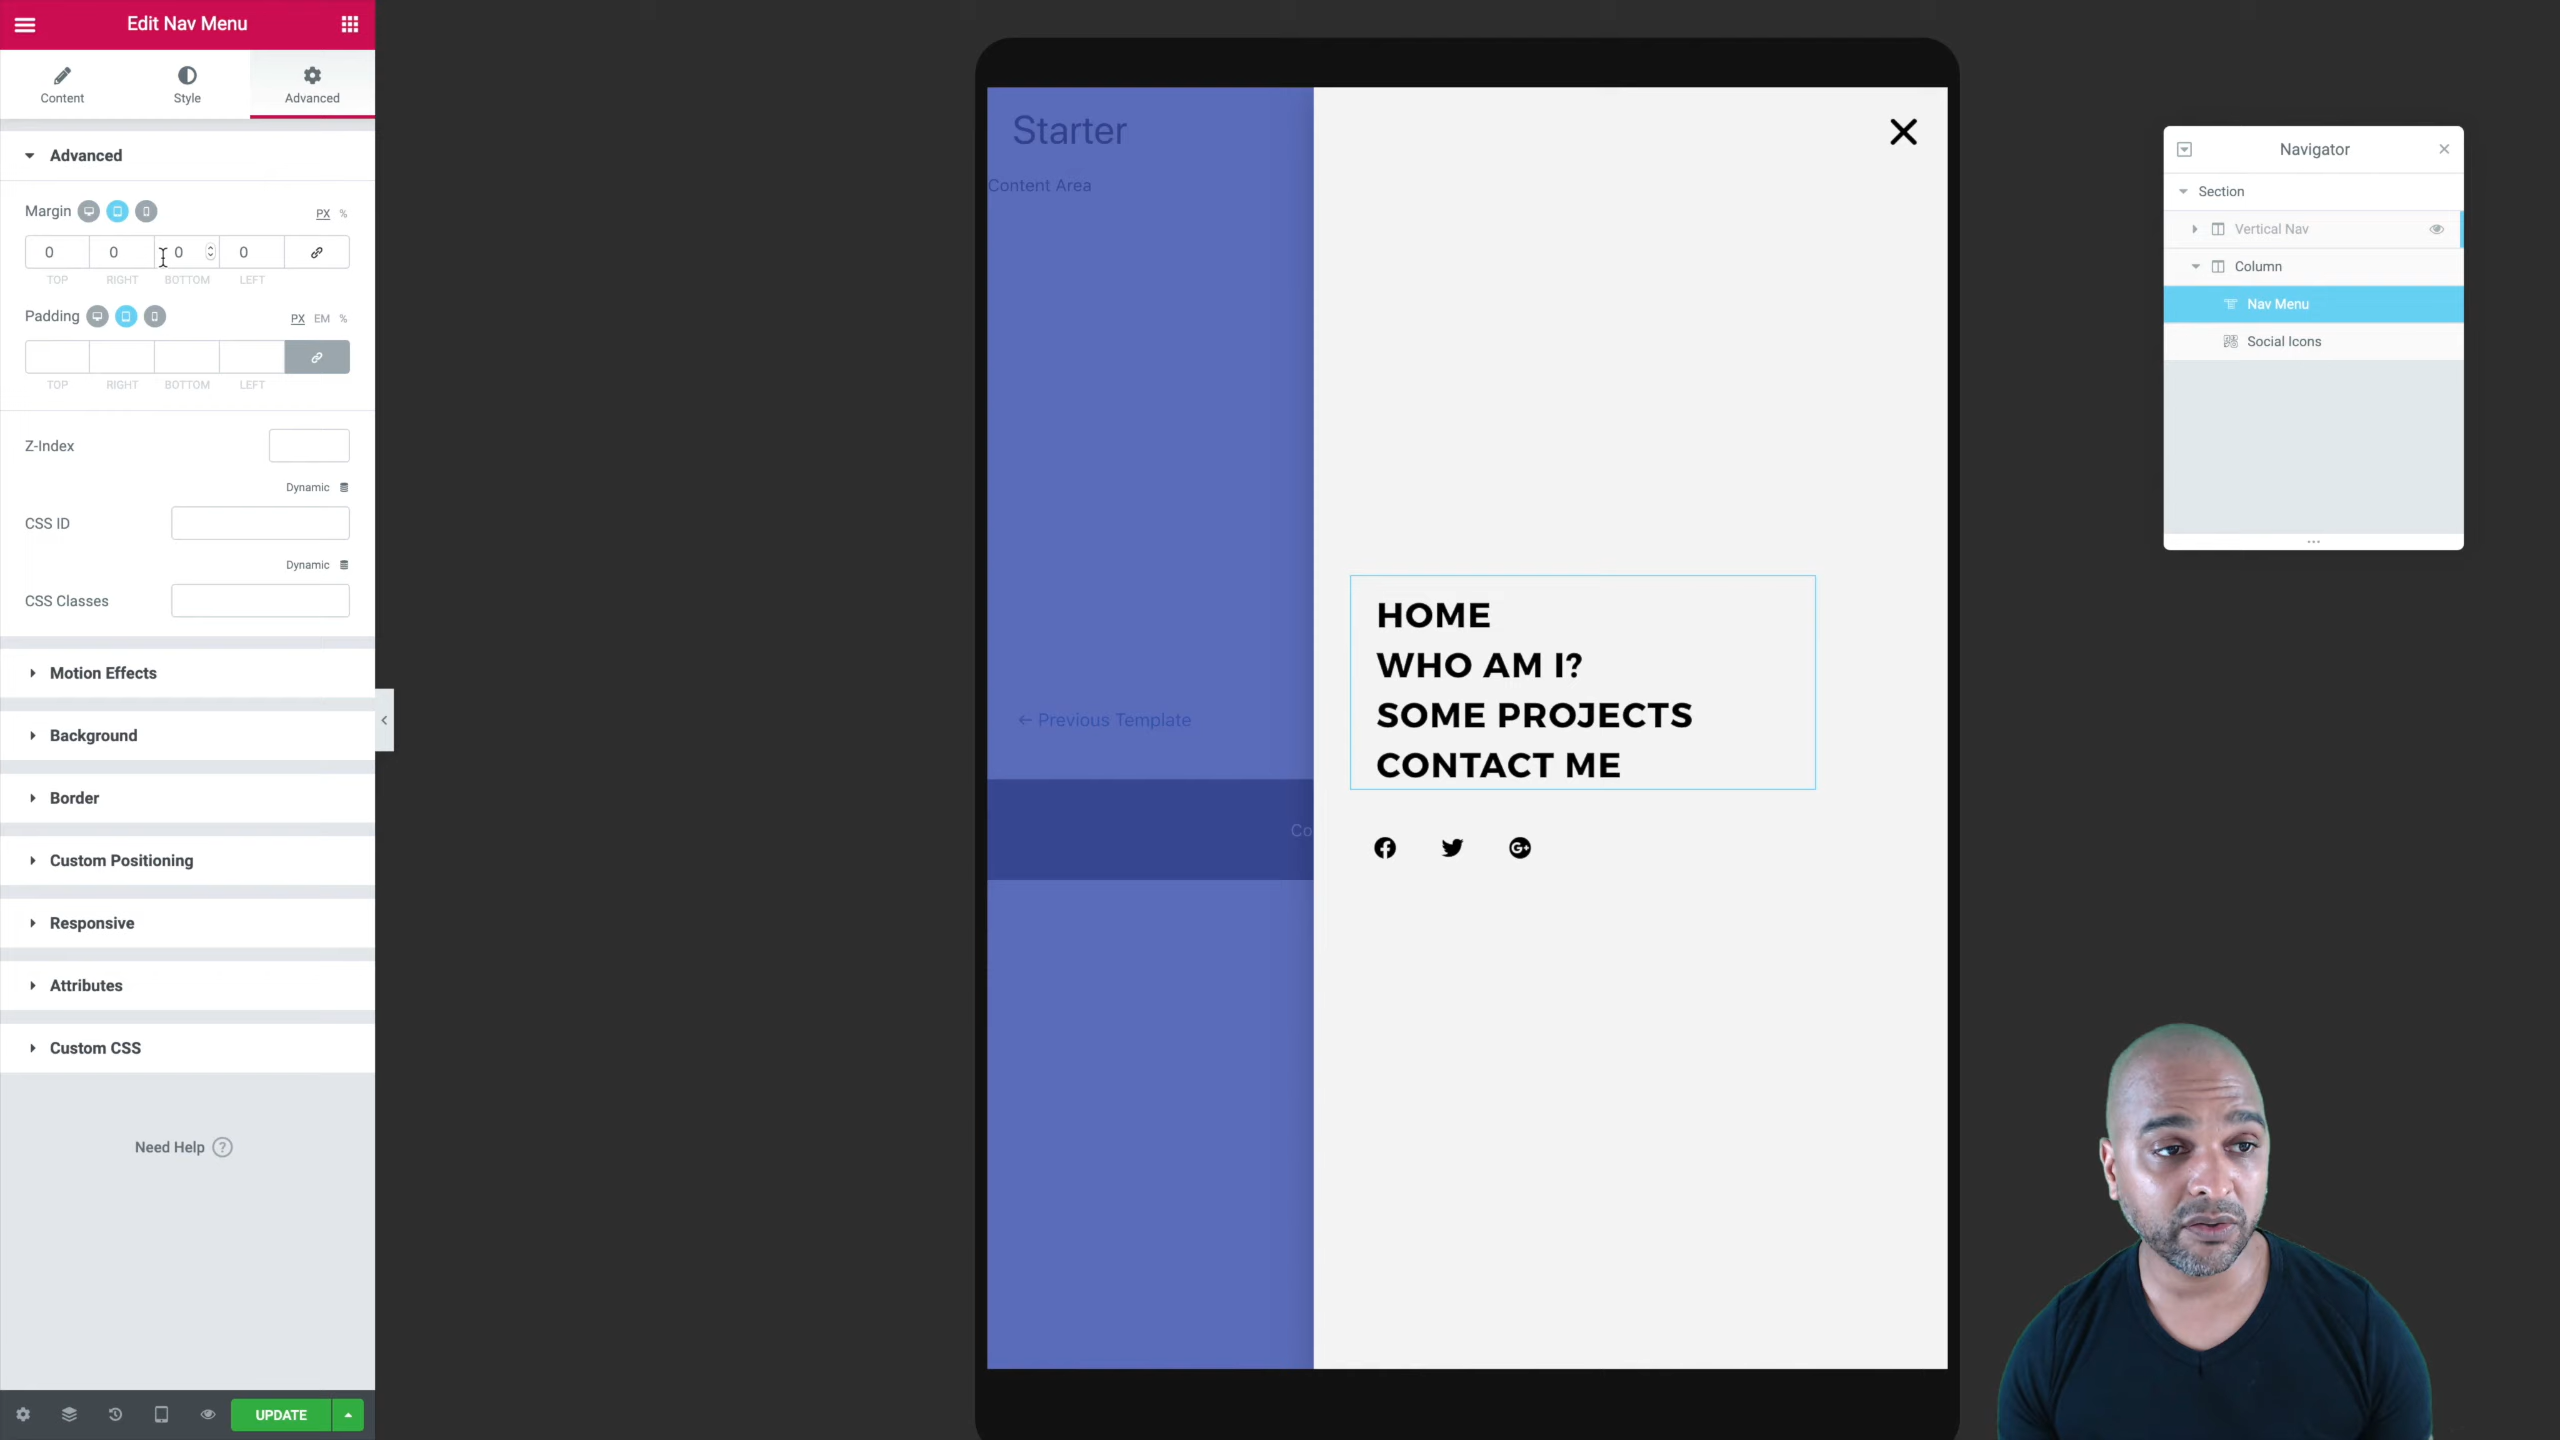 Edit Nav Menu
Content
Style
Advanced
Advanced
Margin
PX %
0 0 0 0
TOP RIGHT BOTTOM LEFT
Padding
PX EM %
TOP RIGHT BOTTOM LEFT
Z-Index
Dynamic
CSS ID
Dynamic
CSS Classes
Motion Effects
Background
Border
Custom Positioning
Responsive
Attributes
Custom CSS
Need Help ?
UPDATE
Starter
Content Area
← Previous Template
Co
HOME
WHO AM I?
SOME PROJECTS
CONTACT ME
G+
Navigator
Section
Vertical Nav
Column
Nav Menu
Social Icons